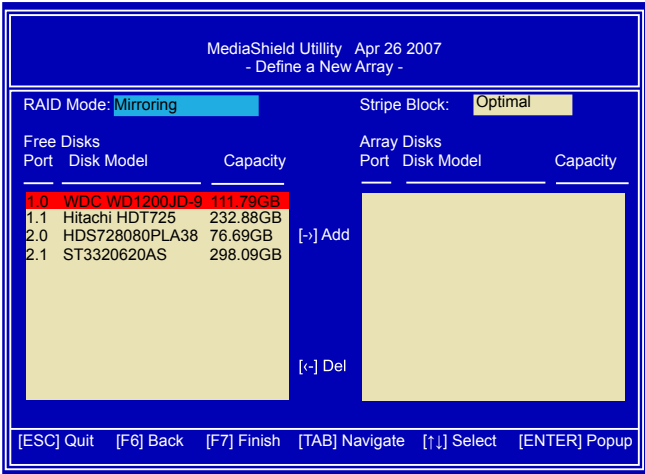 MediaShield Utillity Apr 26 2007
- Define a New Array -
RAID Mode: Mirroring Stripe Block: Optimal
Free Disks Array Disks
Port Disk Model Capacity Port Disk Model Capacity
1.0 WDC WD1200JD-9 111.79GB
1.1 Hitachi HDT725 232.88GB
2.0 HDS728080PLA38 76.69GB
[→] Add
2.1 ST3320620AS 298.09GB
[←] Del
[ESC] Quit [F6] Back [F7] Finish [TAB] Navigate [↑↓] Select [ENTER] Popup